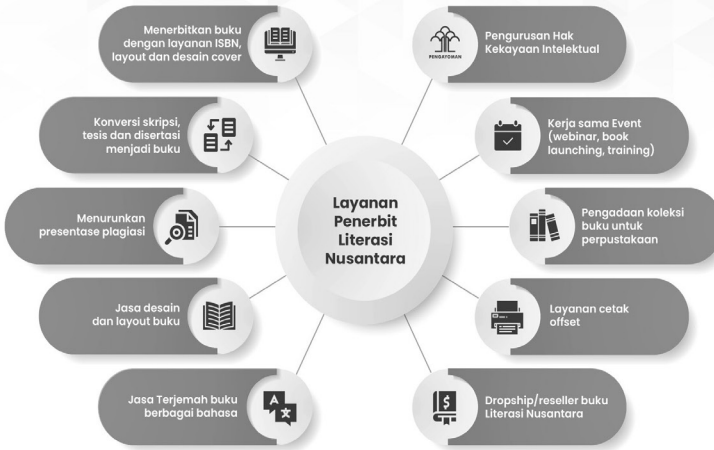 Menerbitkan buku
dengan layanan ISBN,
layout dan desain cover
Konversi skripsi,
tesis dan disertasi
menjadi buku
Menurunkan
presentase plagiasi
Jasa desain
dan layout buku
Jasa Terjemah buku
berbagai bahasa
A
文
Layanan
Penerbit
Literasi
Nusantara
PENGAYOMAN
Pengurusan Hak
Kekayaan Intelektual
Kerja sama Event
(webinar, book
launching, training)
Pengadaan koleksi
buku untuk
perpustakaan
Layanan cetak
offset
$
Dropship/reseller buku
Literasi Nusantara